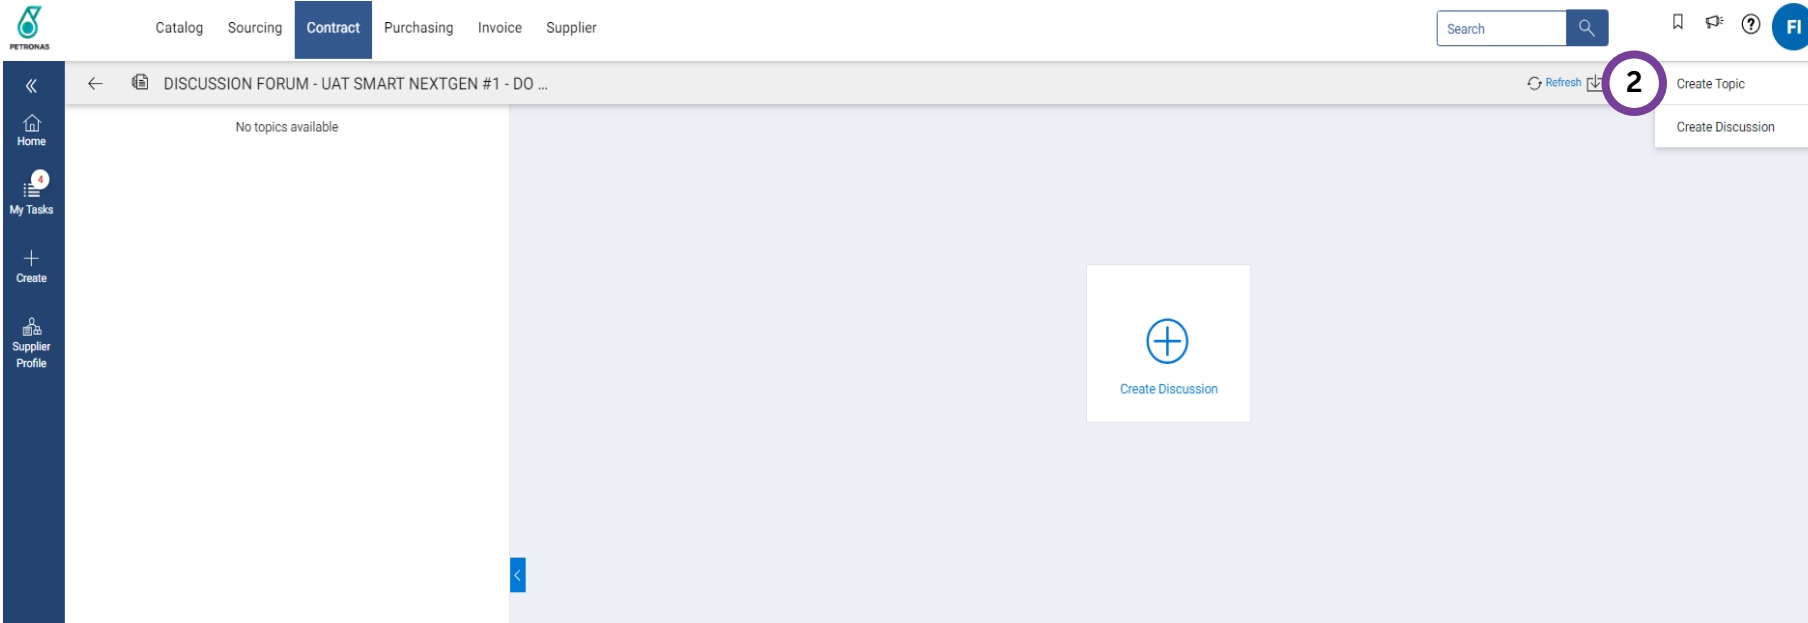 PETRONAS
Catalog Sourcing Contract Purchasing Invoice Supplier
Search
FI
DISCUSSION FORUM - UAT SMART NEXTGEN #1 - DO ...
Refresh
2
Create Topic
Create Discussion
No topics available
Home
4
My Tasks
Create
Supplier
Profile
Create Discussion